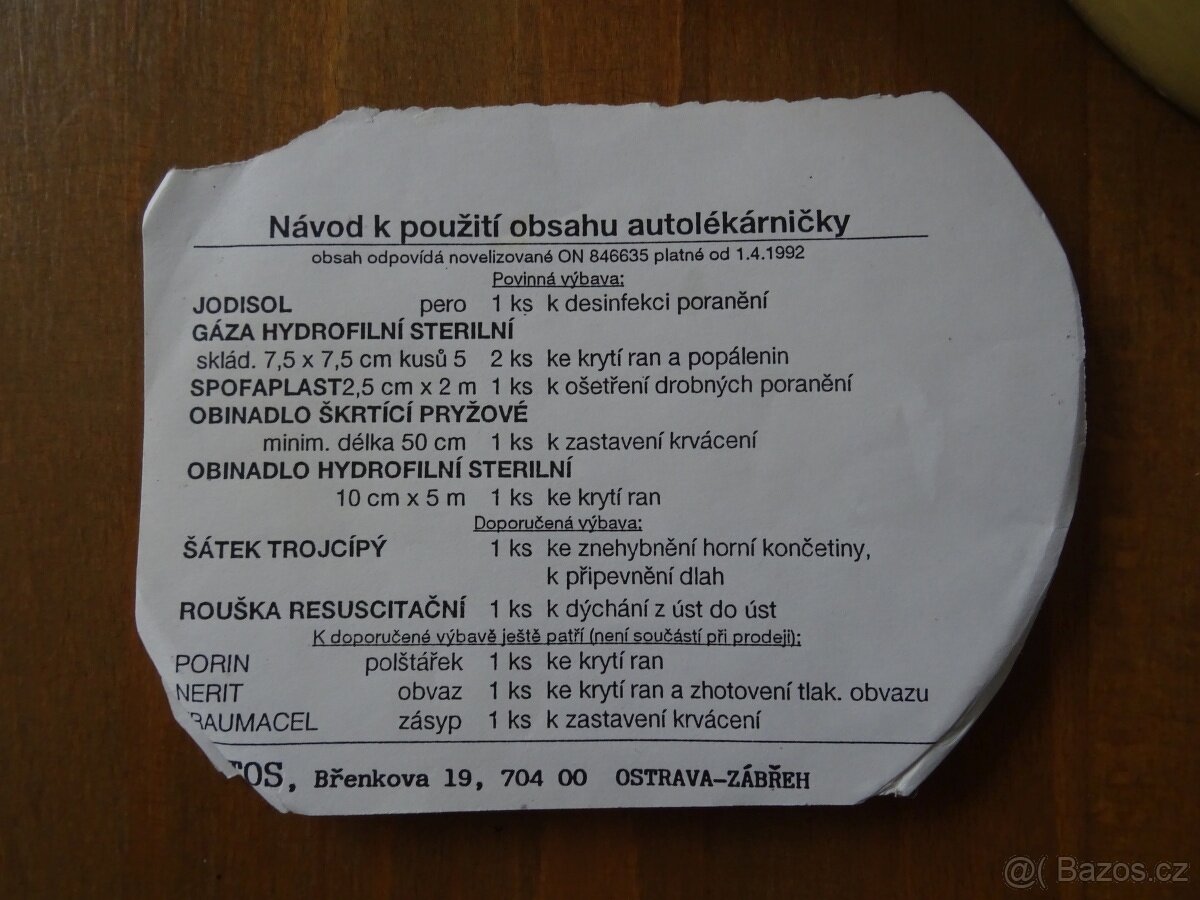 Návod k použití obsahu autolékárničky
obsah odpovídá novelizované ON 846635 platné od 1.4.1992
Povinná výbava:
JODISOL pero 1 ks k desinfekci poranění
GÁZA HYDROFILNÍ STERILNÍ
sklád. 7,5 x 7,5 cm kusů 5 2 ks ke krytí ran a popálenin
SPOFAPLAST2,5 cm x 2 m 1 ks k ošetření drobných poranění
OBINADLO ŠKRTÍCÍ PRYŽOVÉ
minim. délka 50 cm 1 ks k zastavení krvácení
OBINADLO HYDROFILNÍ STERILNÍ
10 cm x 5 m 1 ks ke krytí ran
Doporučená výbava:
ŠÁTEK TROJCÍPÝ 1 ks ke znehybnění horní končetiny,
k připevnění dlah
ROUŠKA RESUSCITAČNÍ 1 ks k dýchání z úst do úst
K doporučené výbavě ještě patří (není součástí při prodeji):
PORIN polštářek 1 ks ke krytí ran
NERIT obvaz 1 ks ke krytí ran a zhotovení tlak. obvazu
RAUMACEL zásyp 1 ks k zastavení krvácení
TOS, Břenkova 19, 704 00 OSTRAVA-ZÁBŘEH
@( Bazos.cz